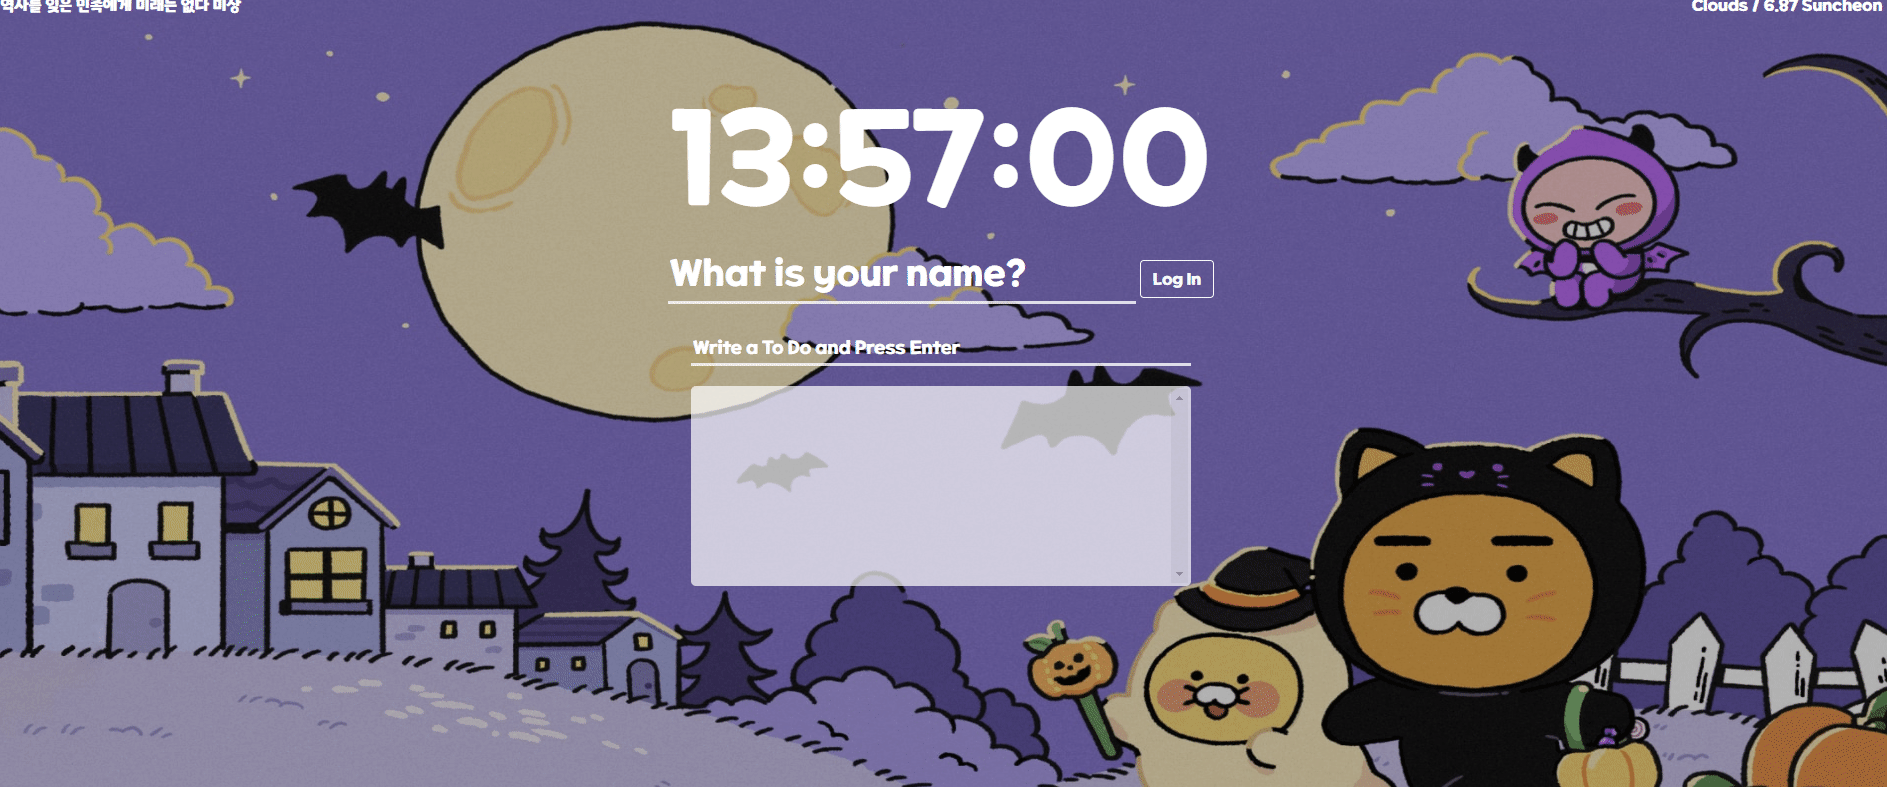 역사를 잊은 민족에게 미래는 없다 미상
Clouds / 6.87 Suncheon
13:57:00
What is your name?
Log In
Write a To Do and Press Enter